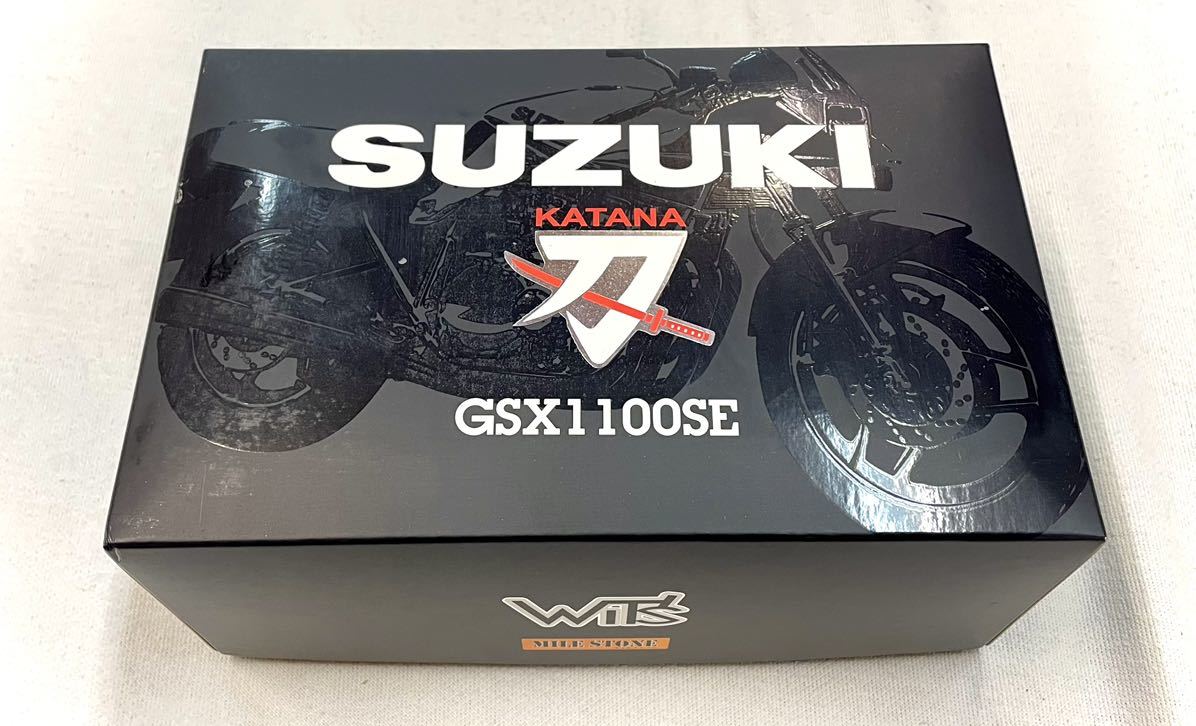 SUZUKI
KATANA
刀
GSX1100SE
WiT's
MILE STONE